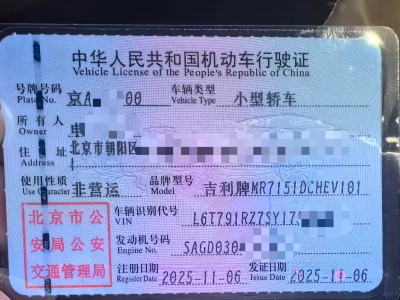 中华人民共和国机动车行驶证
Vehicle License of the People's Republic of China
号牌号码 京A 00 车辆类型 小型轿车
Plate No. Vehicle Type
所有人
Owner
住址 北京市朝阳区
Address
使用性质 非营运 品牌型号 吉利牌MR7151DCHEV101
Use Character Model
北京市公安局公安交通管理局
车辆识别代号 L6T791RZ7SY17
VIN
发动机号码 SAGD030
Engine No.
注册日期 2025-11-06 发证日期 2025-11-06
Register Date Issue Date